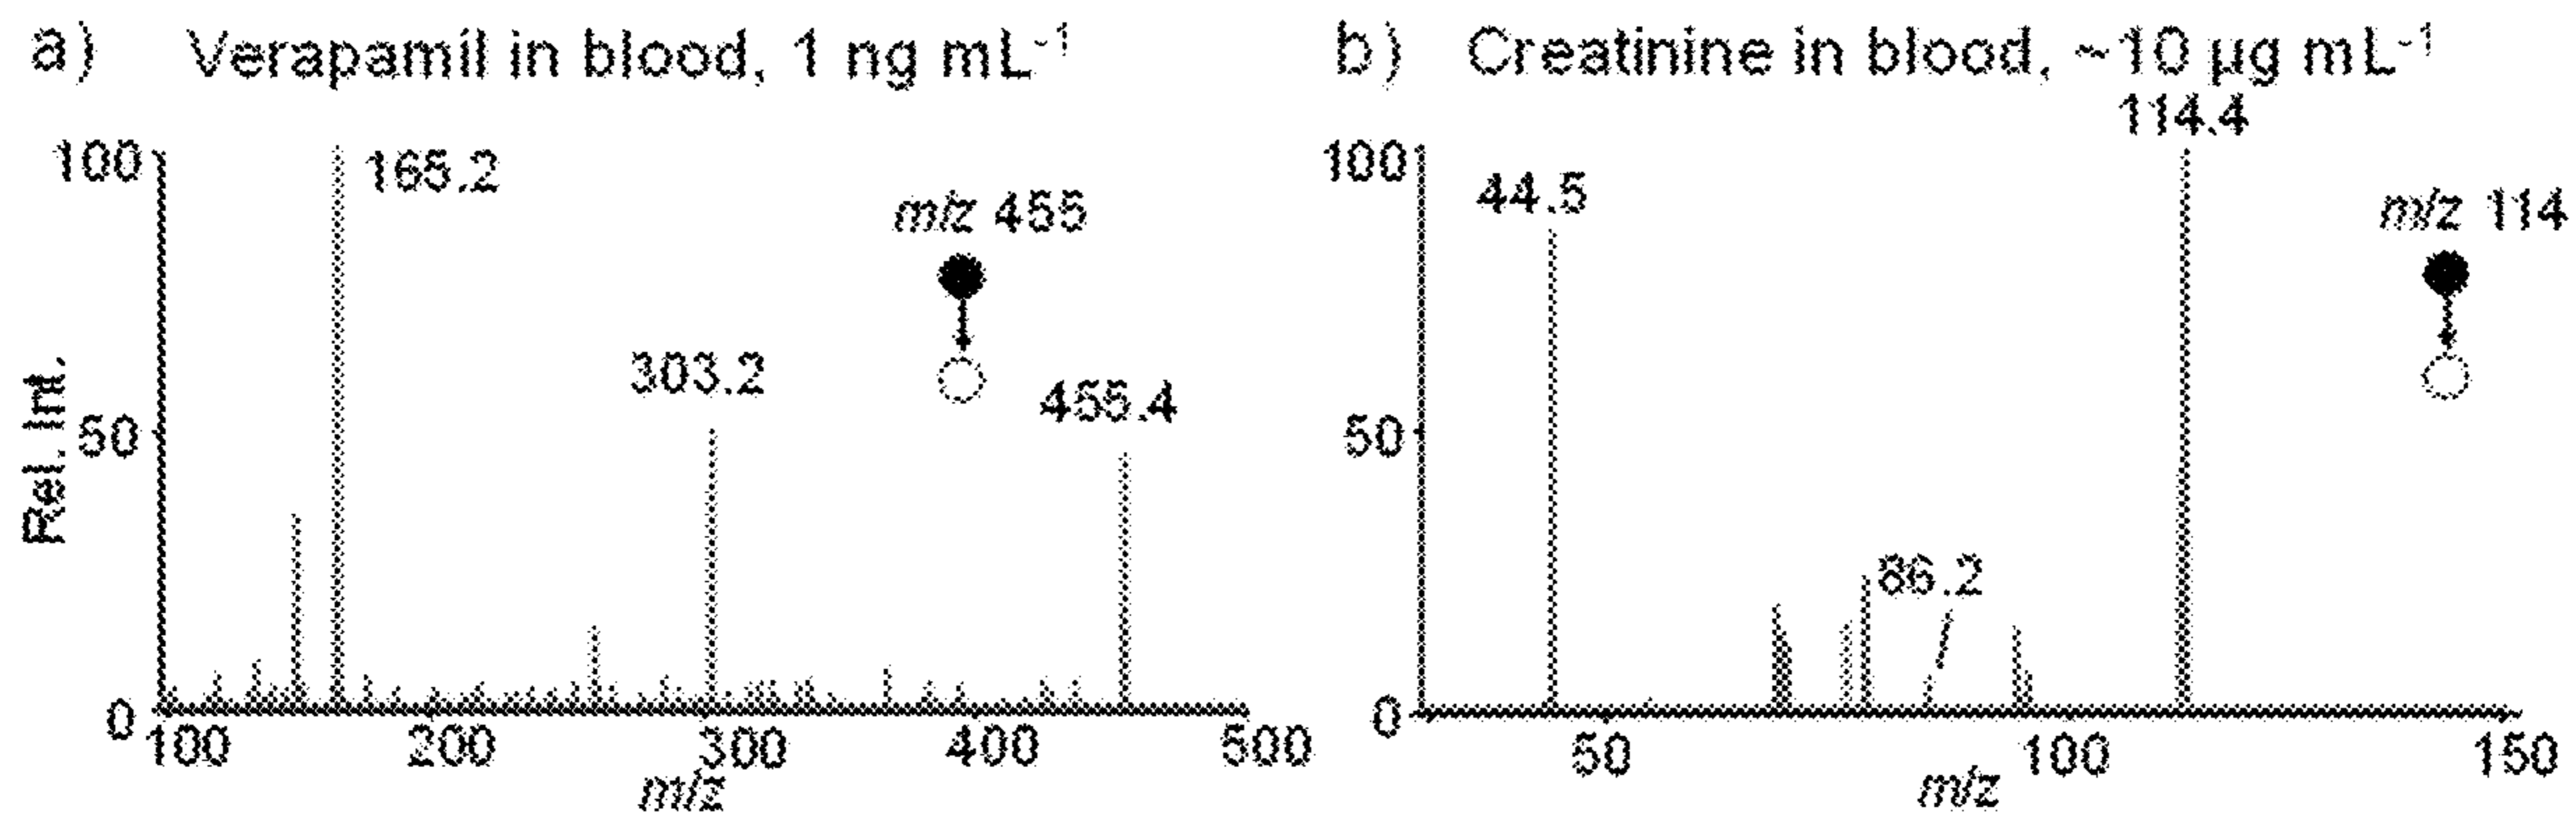 a) Verapamil in blood, 1 ng mL-1
100
165.2
m/z 455
303.2
455.4
Rel. Int.
50
0
100 200 300 400 500
m/z
b) Creatinine in blood, ~10 µg mL-1
114.4
100
44.5
m/z 114
50
86.2
0
50 100 150
m/z